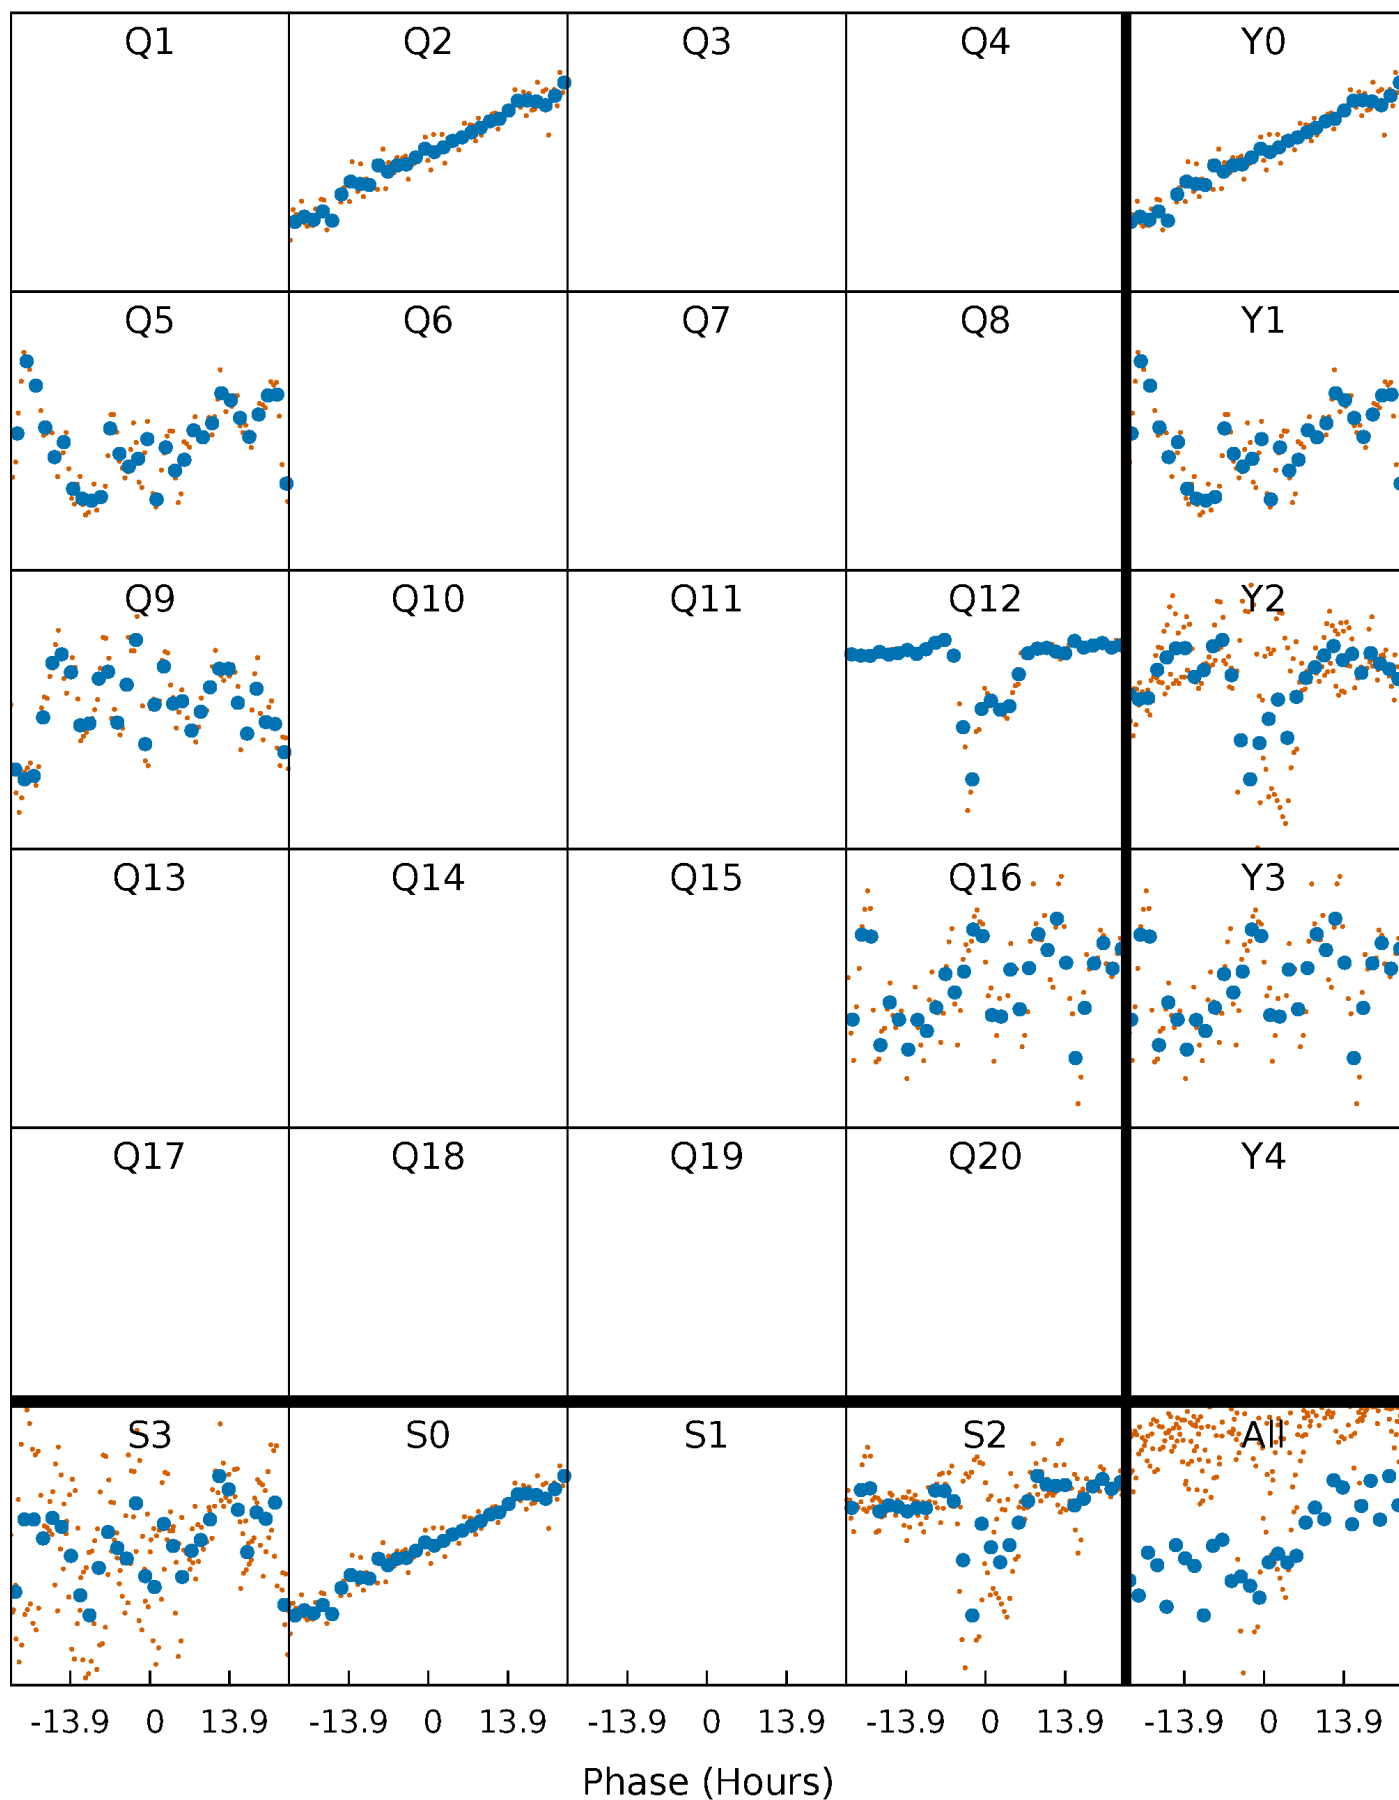 Q1 Q2 Q3 Q4 Y0
Q5 Q6 Q7 Q8 Y1
Q9 Q10 Q11 Q12 Y2
Q13 Q14 Q15 Q16 Y3
Q17 Q18 Q19 Q20 Y4
S3 S0 S1 S2 All
-13.9 0 13.9 -13.9 0 13.9 -13.9 0 13.9 -13.9 0 13.9 -13.9 0 13.9
Phase (Hours)